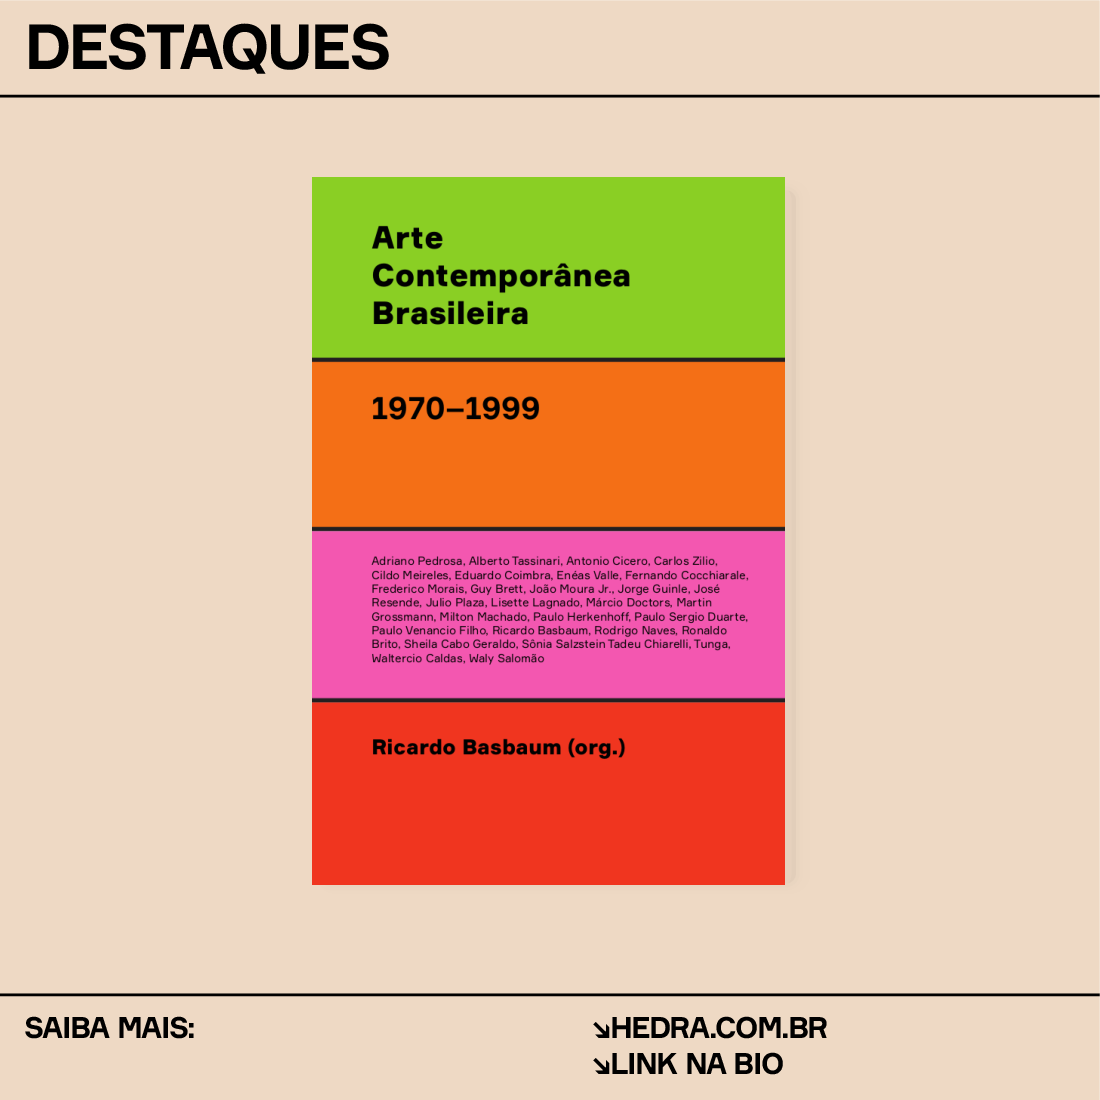 DESTAQUES
Arte
Contemporânea
Brasileira
1970–1999
Adriano Pedrosa, Alberto Tassinari, Antonio Cicero, Carlos Zilio,
Cildo Meireles, Eduardo Coimbra, Enéas Valle, Fernando Cocchiarale,
Frederico Morais, Guy Brett, João Moura Jr., Jorge Guinle, José
Resende, Julio Plaza, Lisette Lagnado, Márcio Doctors, Martin
Grossmann, Milton Machado, Paulo Herkenhoff, Paulo Sergio Duarte,
Paulo Venancio Filho, Ricardo Basbaum, Rodrigo Naves, Ronaldo
Brito, Sheila Cabo Geraldo, Sônia Salzstein Tadeu Chiarelli, Tunga,
Waltercio Caldas, Waly Salomão
Ricardo Basbaum (org.)
SAIBA MAIS:
↘HEDRA.COM.BR
↘LINK NA BIO